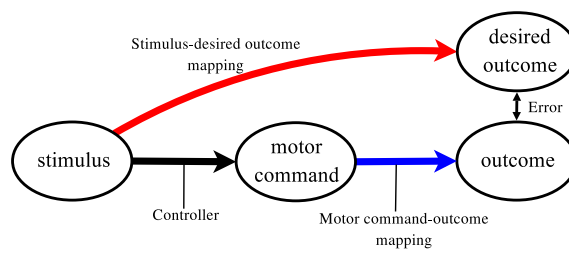 Stimulus-desired outcome
mapping
desired
outcome
Error
stimulus
motor
command
outcome
Controller
Motor command-outcome
mapping